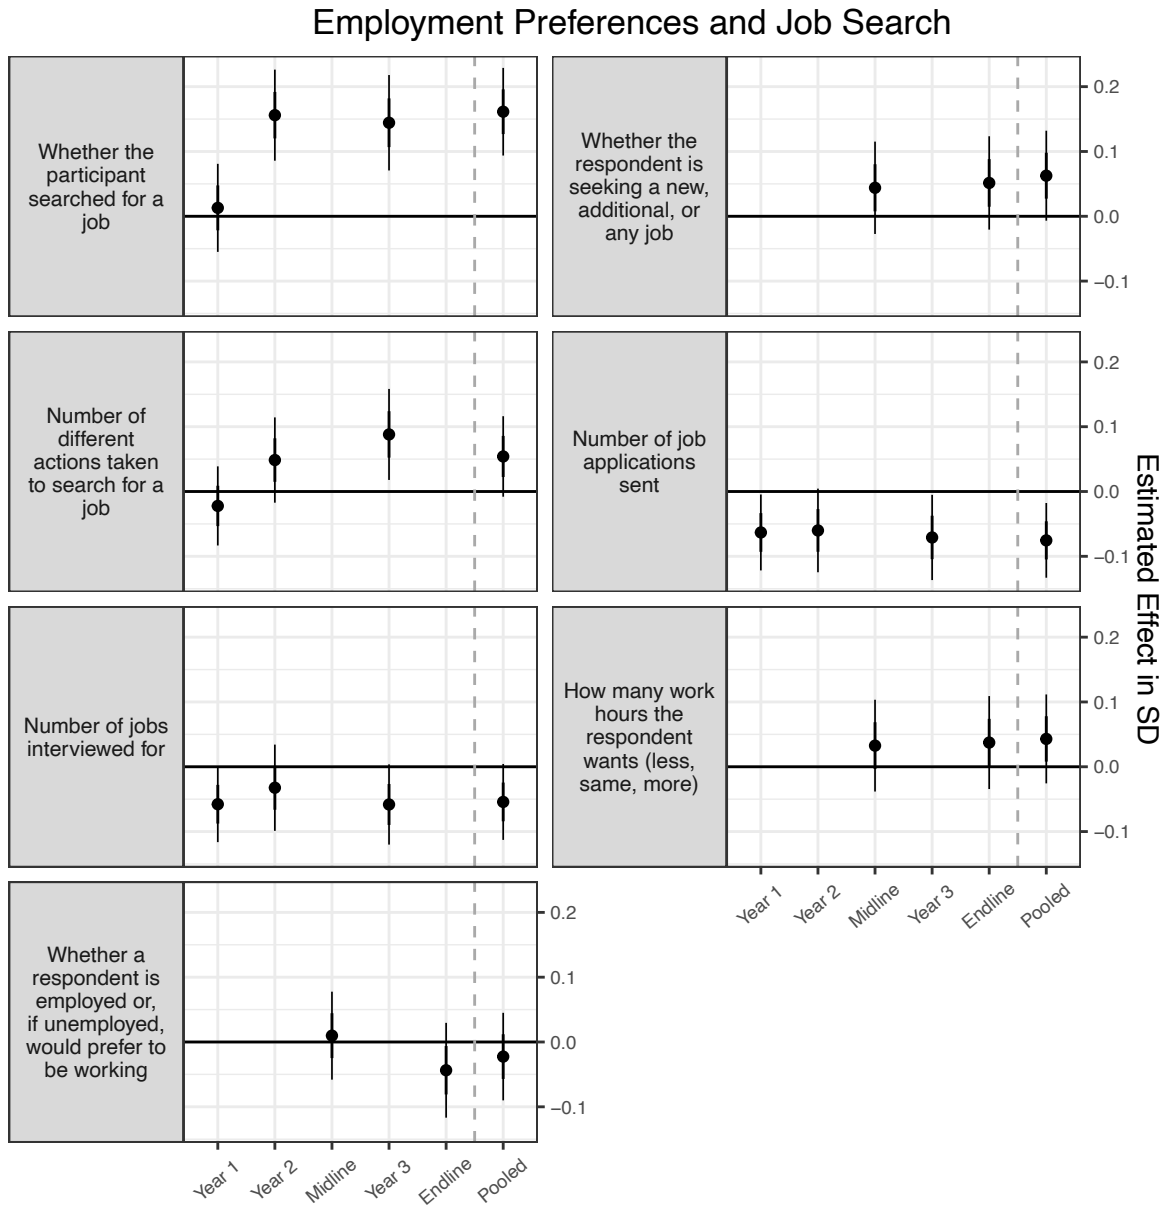 Employment Preferences and Job Search
Whether the
participant
searched for a
job
Whether the
respondent is
seeking a new,
additional, or
any job
0.2
0.1
0.0
−0.1
Number of
different
actions taken
to search for a
job
Number of job
applications
sent
0.2
0.1
0.0
−0.1
Estimated Effect in SD
Number of jobs
interviewed for
How many work
hours the
respondent
wants (less,
same, more)
0.2
0.1
0.0
−0.1
Year 1
Year 2
Midline
Year 3
Endline
Pooled
Whether a
respondent is
employed or,
if unemployed,
would prefer to
be working
0.2
0.1
0.0
−0.1
Year 1
Year 2
Midline
Year 3
Endline
Pooled